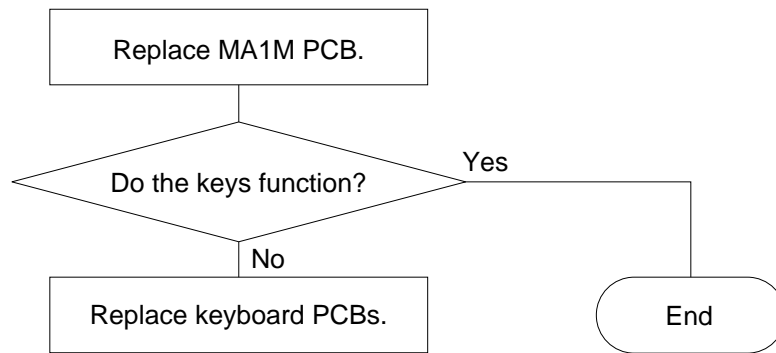 Replace MA1M PCB.
Do the keys function?
Yes
No
Replace keyboard PCBs.
End